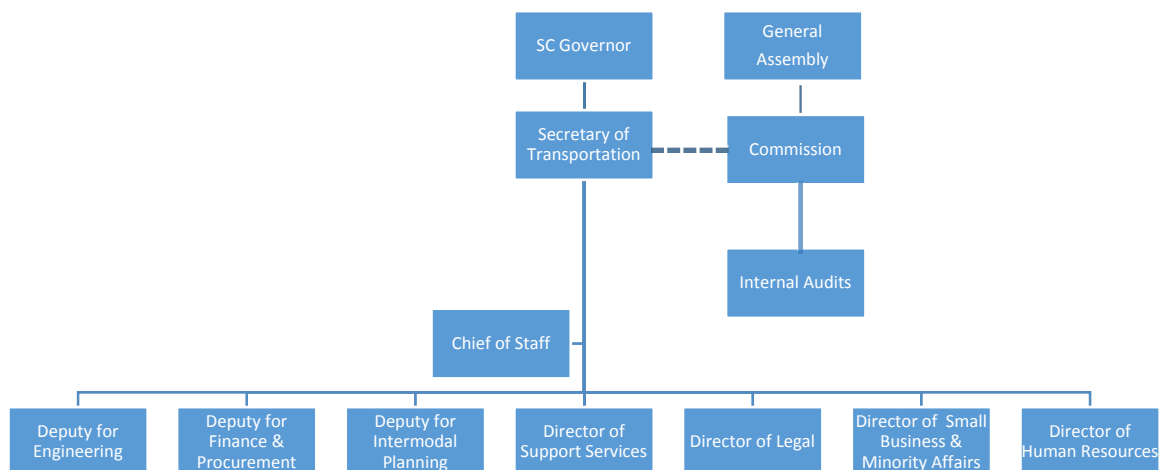 SC Governor
General
Assembly
Secretary of
Transportation
Commission
Internal Audits
Chief of Staff
Deputy for
Engineering
Deputy for
Finance &
Procurement
Deputy for
Intermodal
Planning
Director of
Support Services
Director of Legal
Director of Small
Business &
Minority Affairs
Director of
Human Resources